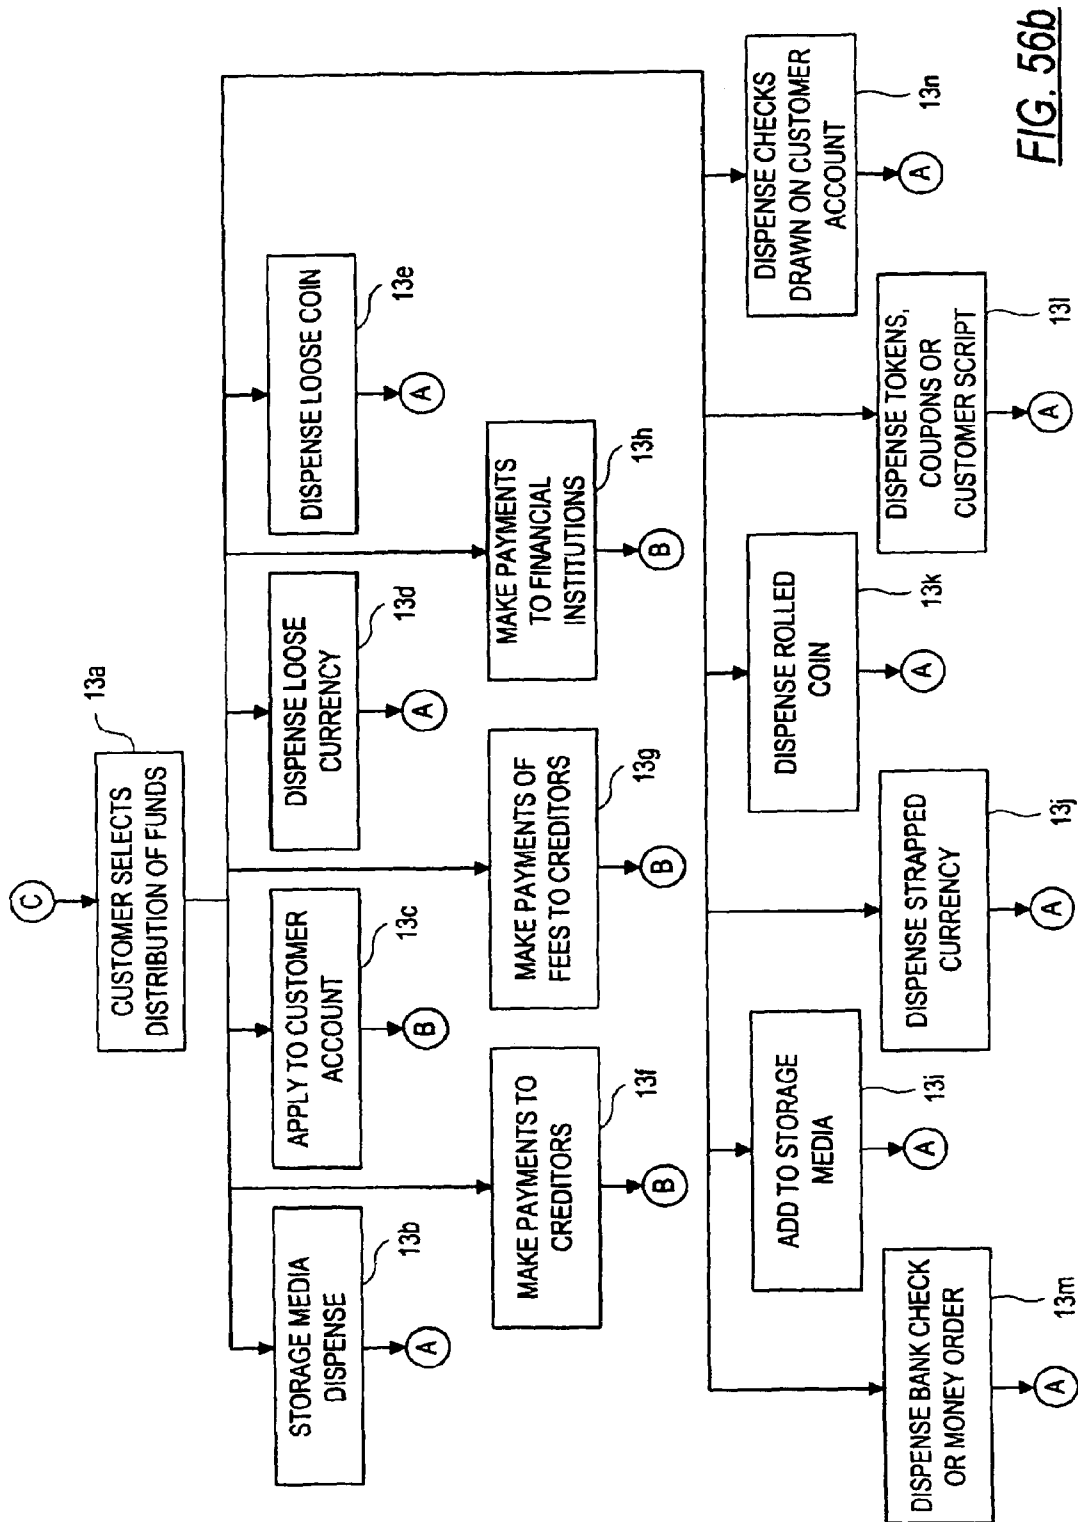 C
CUSTOMER SELECTS
DISTRIBUTION OF FUNDS
13a
STORAGE MEDIA
DISPENSE
13b
A
APPLY TO CUSTOMER
ACCOUNT
13c
B
DISPENSE LOOSE
CURRENCY
13d
A
DISPENSE LOOSE COIN
13e
A
MAKE PAYMENTS TO
CREDITORS
13f
B
MAKE PAYMENTS OF
FEES TO CREDITORS
13g
B
MAKE PAYMENTS
TO FINANCIAL
INSTITUTIONS
13h
B
ADD TO STORAGE
MEDIA
13i
A
DISPENSE ROLLED
COIN
13k
A
DISPENSE CHECKS
DRAWN ON CUSTOMER
ACCOUNT
13n
A
DISPENSE BANK CHECK
OR MONEY ORDER
13m
A
DISPENSE STRAPPED
CURRENCY
13j
A
DISPENSE TOKENS,
COUPONS OR
CUSTOMER SCRIPT
13l
A
FIG. 56b